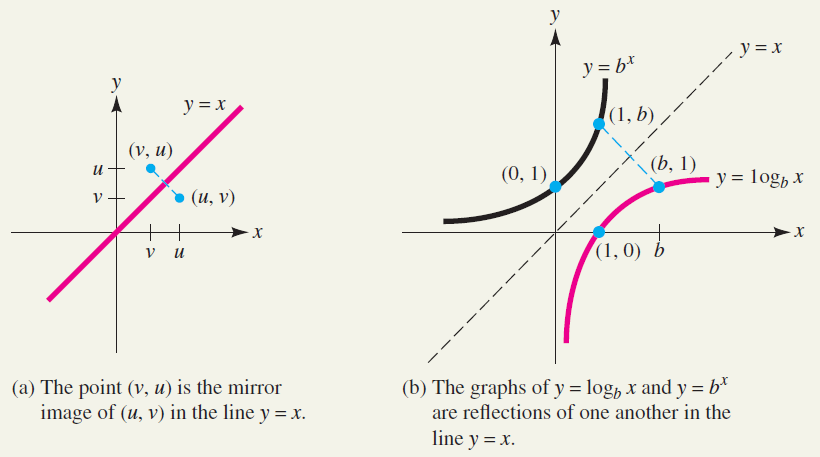 y
y = x
(v, u)
u
v
(u, v)
x
v
u
(a) The point (v, u) is the mirror
image of (u, v) in the line y = x.
y
y = x
y = b^x
(1, b)
(0, 1)
(b, 1)
y = log_b x
x
(1, 0)
b
(b) The graphs of y = log_b x and y = b^x
are reflections of one another in the
line y = x.